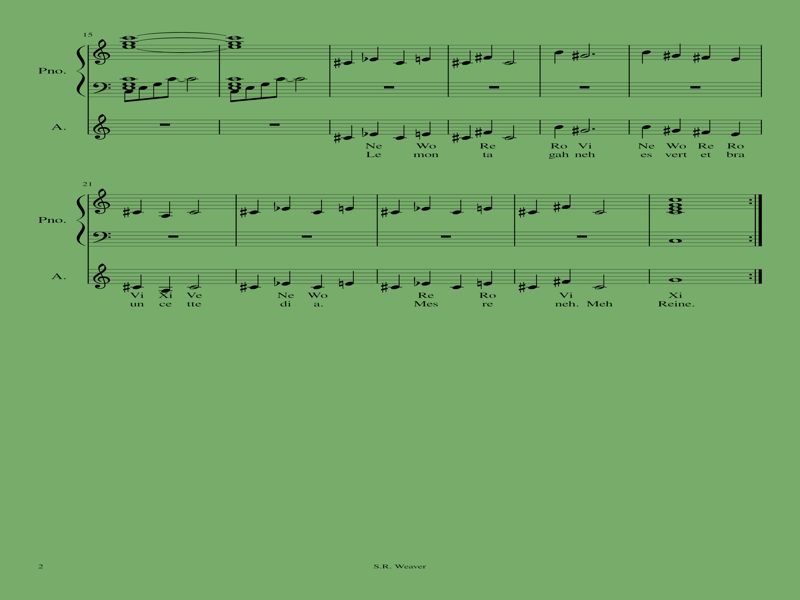 15
Pno.
A.
Ne Wo Re Ro Vi Ne Wo Re Ro
Le mon ta gah neh es vert et bra
21
Pno.
A.
Vi Xi Ve Ne Wo Re Ro Vi Xi
un ce tte di a. Mes re neh. Meh Reine.
2 S.R. Weaver